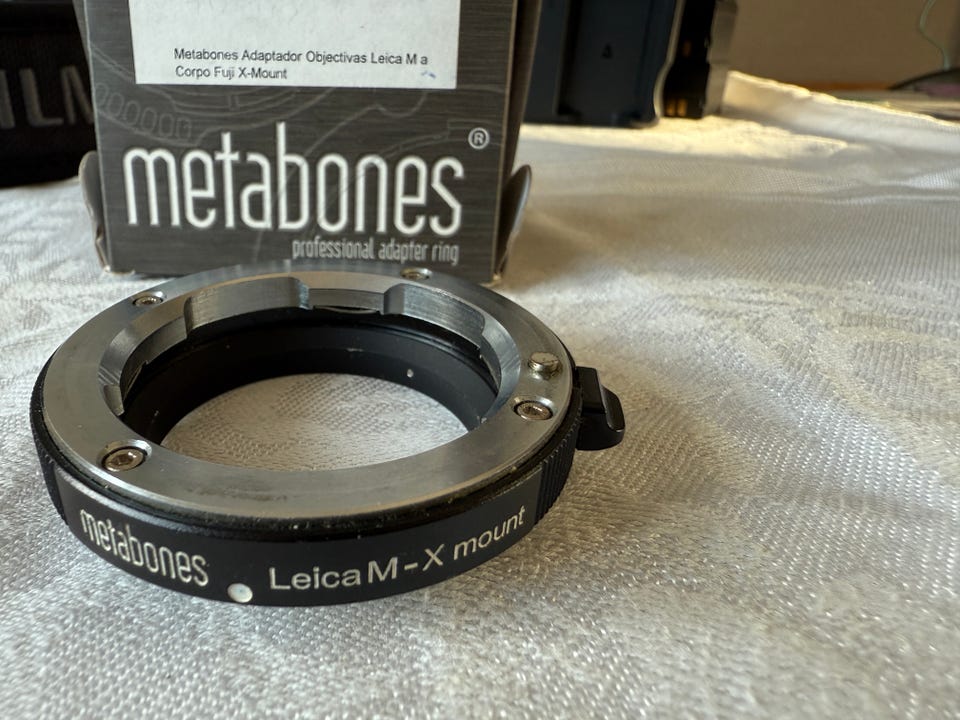 Metabones Adaptador Objectivas Leica M a
Corpo Fuji X-Mount
metabones®
professional adapter ring
metabones
Leica M - X mount